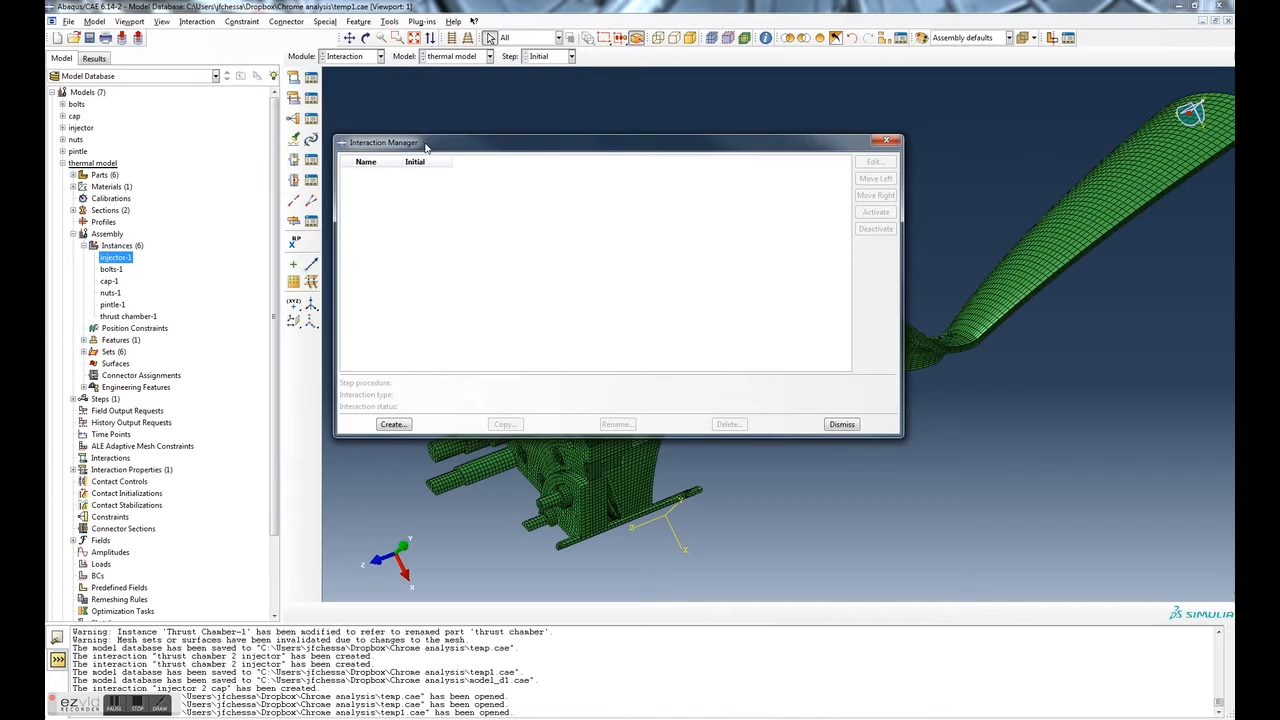 Abaqus/CAE 6.14-2 - Model Database: C:\Users\jfchessa\Dropbox\Chrome analysis\temp1.cae [Viewport: 1]
File Model Viewport View Interaction Constraint Connector Special Feature Tools Plug-ins Help
All Assembly defaults
Model Results Module: Interaction Model: thermal model Step: Initial
Model Database
Models (7)
bolts
cap
injector
nuts
pintle
thermal model
Parts (6)
Materials (1)
Calibrations
Sections (2)
Profiles
Assembly
Instances (6)
injector-1
bolts-1
cap-1
nuts-1
pintle-1
thrust chamber-1
Position Constraints
Features (1)
Sets (6)
Surfaces
Connector Assignments
Engineering Features
Steps (1)
Field Output Requests
History Output Requests
Time Points
ALE Adaptive Mesh Constraints
Interactions
Interaction Properties (1)
Contact Controls
Contact Initializations
Contact Stabilizations
Constraints
Connector Sections
Fields
Amplitudes
Loads
BCs
Predefined Fields
Remeshing Rules
Optimization Tasks
RP
(XYZ)
Interaction Manager
Name Initial
Edit...
Move Left
Move Right
Activate
Deactivate
Step procedure:
Interaction type:
Interaction status:
Create... Copy... Rename... Delete... Dismiss
Y
Z
X
Z
X
SIMULIA
Warning: Instance 'Thrust Chamber-1' has been modified to refer to renamed part 'thrust chamber'.
Warning: Mesh sets or surfaces have been invalidated due to changes to the mesh.
The model database has been saved to "C:\Users\jfchessa\Dropbox\Chrome analysis\temp.cae".
The interaction "thrust chamber 2 injector" has been created.
The interaction "thrust chamber 2 injector" has been created.
The model database has been saved to "C:\Users\jfchessa\Dropbox\Chrome analysis\temp1.cae".
The model database has been saved to "C:\Users\jfchessa\Dropbox\Chrome analysis\model_d1.cae".
The interaction "injector 2 cap" has been created.
\Users\jfchessa\Dropbox\Chrome analysis\temp.cae" has been opened.
\Users\jfchessa\Dropbox\Chrome analysis\temp.cae" has been opened.
\Users\jfchessa\Dropbox\Chrome analysis\temp1.cae" has been opened.
ezvid
RECORDER
PAUSE STOP DRAW